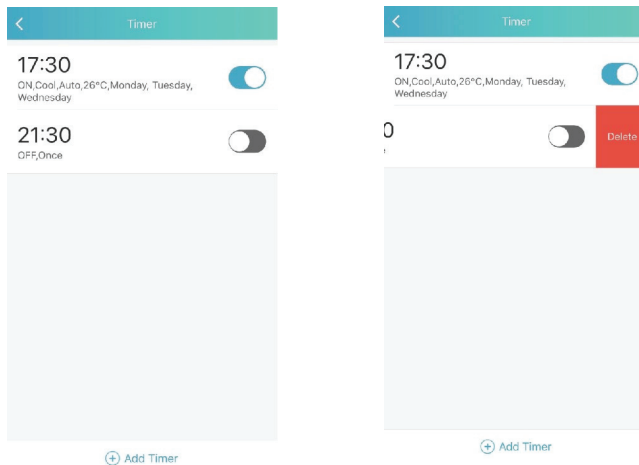 Timer
17:30
ON,Cool,Auto,26°C,Monday, Tuesday,
Wednesday
21:30
OFF,Once
Add Timer
Timer
17:30
ON,Cool,Auto,26°C,Monday, Tuesday,
Wednesday
0
Delete
Add Timer